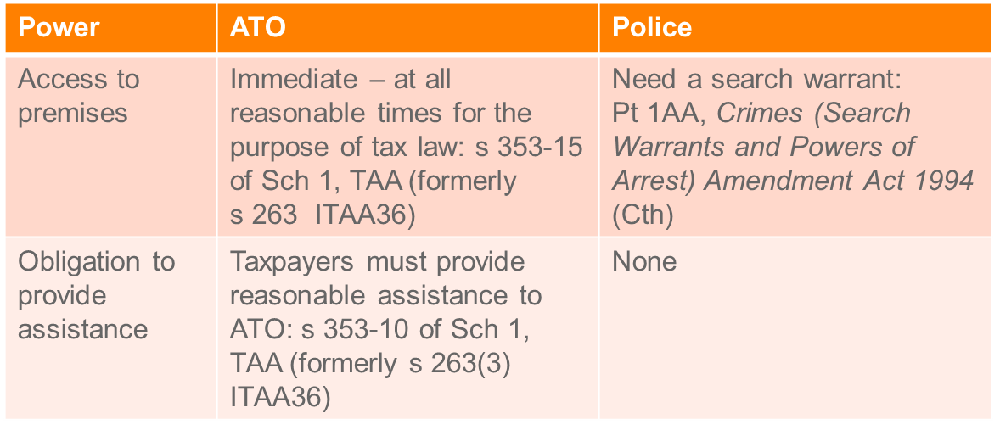 Power
ATO
Police
Access to
premises
Immediate – at all
reasonable times for the
purpose of tax law: s 353-15
of Sch 1, TAA (formerly
s 263 ITAA36)
Need a search warrant:
Pt 1AA, Crimes (Search
Warrants and Powers of
Arrest) Amendment Act 1994
(Cth)
Obligation to
provide
assistance
Taxpayers must provide
reasonable assistance to
ATO: s 353-10 of Sch 1,
TAA (formerly s 263(3)
ITAA36)
None